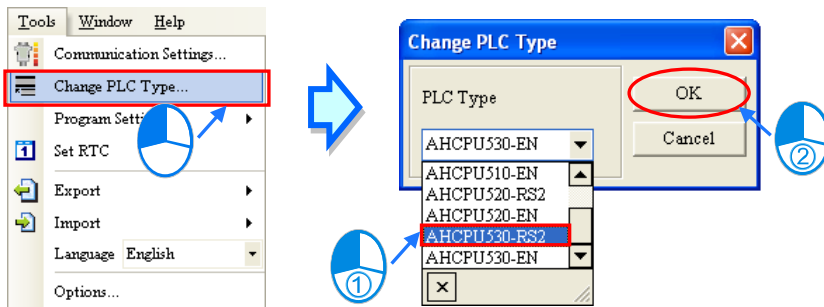 Tools Window Help
Communication Settings...
Change PLC Type...
Program Setti
1 Set RTC
Export
Import
Language English
Options...
Change PLC Type
PLC Type
AHCPU530-EN
AHCPU510-EN
AHCPU520-RS2
AHCPU520-EN
AHCPU530-RS2
AHCPU530-EN
OK
Cancel
1
2